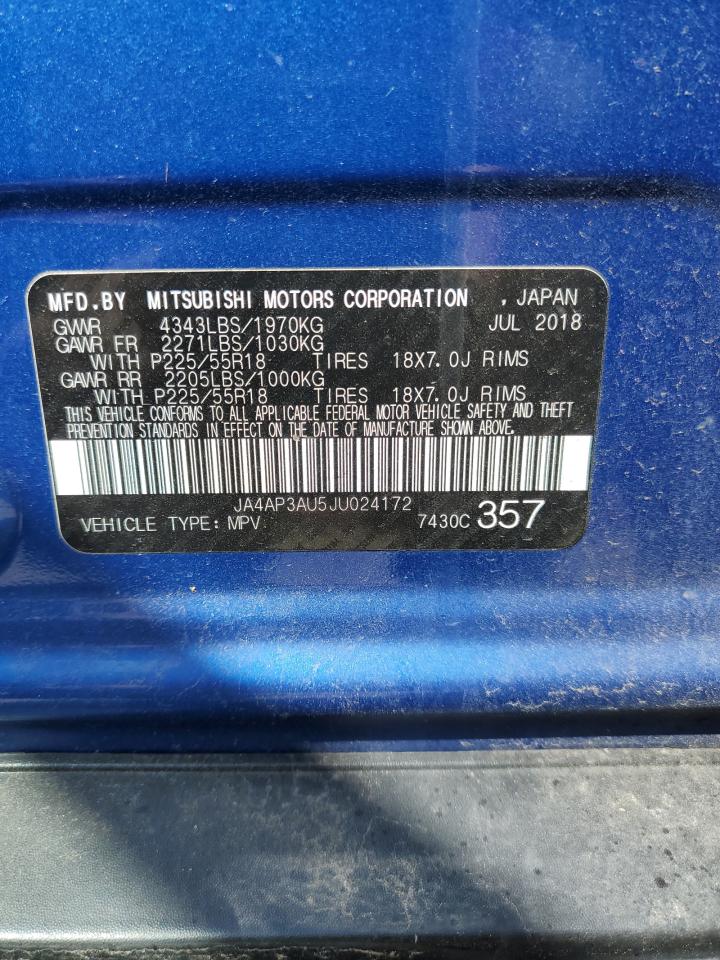 MFD.BY MITSUBISHI MOTORS CORPORATION , JAPAN
GWWR 4343LBS/1970KG JUL 2018
GAWR FR 2271LBS/1030KG
WITH P225/55R18 TIRES 18X7.0J RIMS
GAWR RR 2205LBS/1000KG
WITH P225/55R18 TIRES 18X7.0J RIMS
THIS VEHICLE CONFORMS TO ALL APPLICABLE FEDERAL MOTOR VEHICLE SAFETY AND THEFT
PREVENTION STANDARDS IN EFFECT ON THE DATE OF MANUFACTURE SHOWN ABOVE.
JA4AP3AU5JU024172
VEHICLE TYPE: MPV 7430C 357